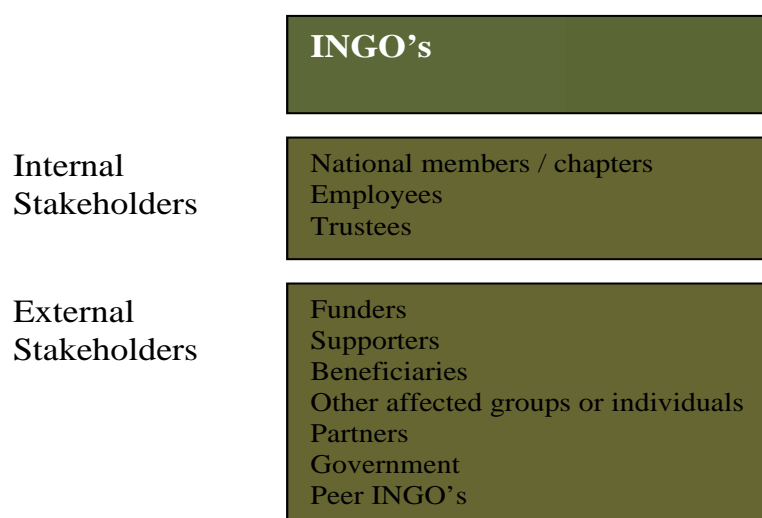 INGO’s
Internal
Stakeholders
National members / chapters
Employees
Trustees
External
Stakeholders
Funders
Supporters
Beneficiaries
Other affected groups or individuals
Partners
Government
Peer INGO’s